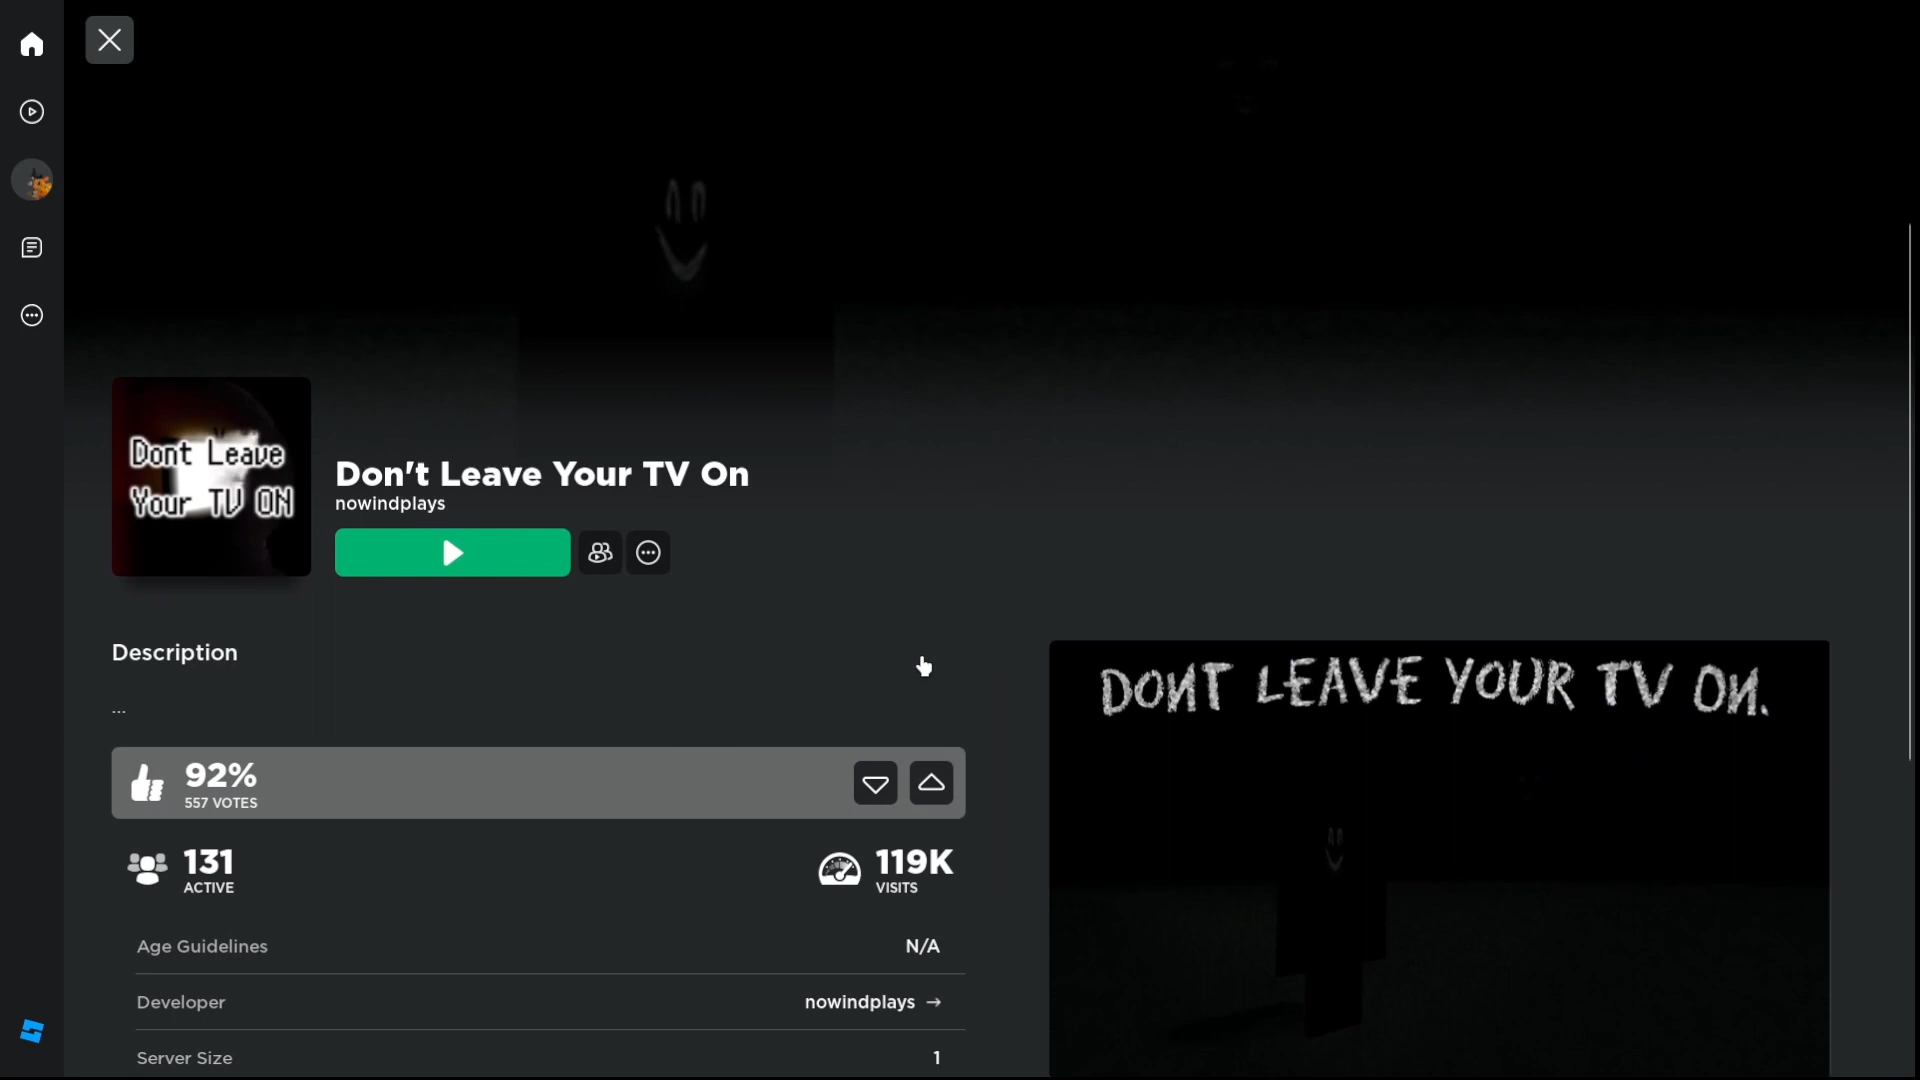 Dont Leave
Your TV ON
Don't Leave Your TV On
nowindplays
Description
...
92%
557 VOTES
131
ACTIVE
119K
VISITS
Age Guidelines N/A
Developer nowindplays →
Server Size 1
DONT LEAVE YOUR TV ON.